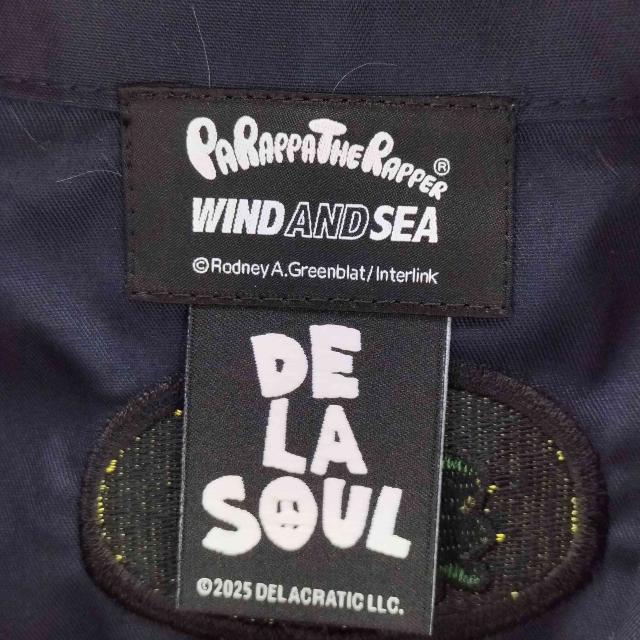 PARAPPATHERAPPER®
WIND AND SEA
©Rodney A.Greenblat/Interlink
DE
LA
SOUL
©2025 DELACRATIC LLC.